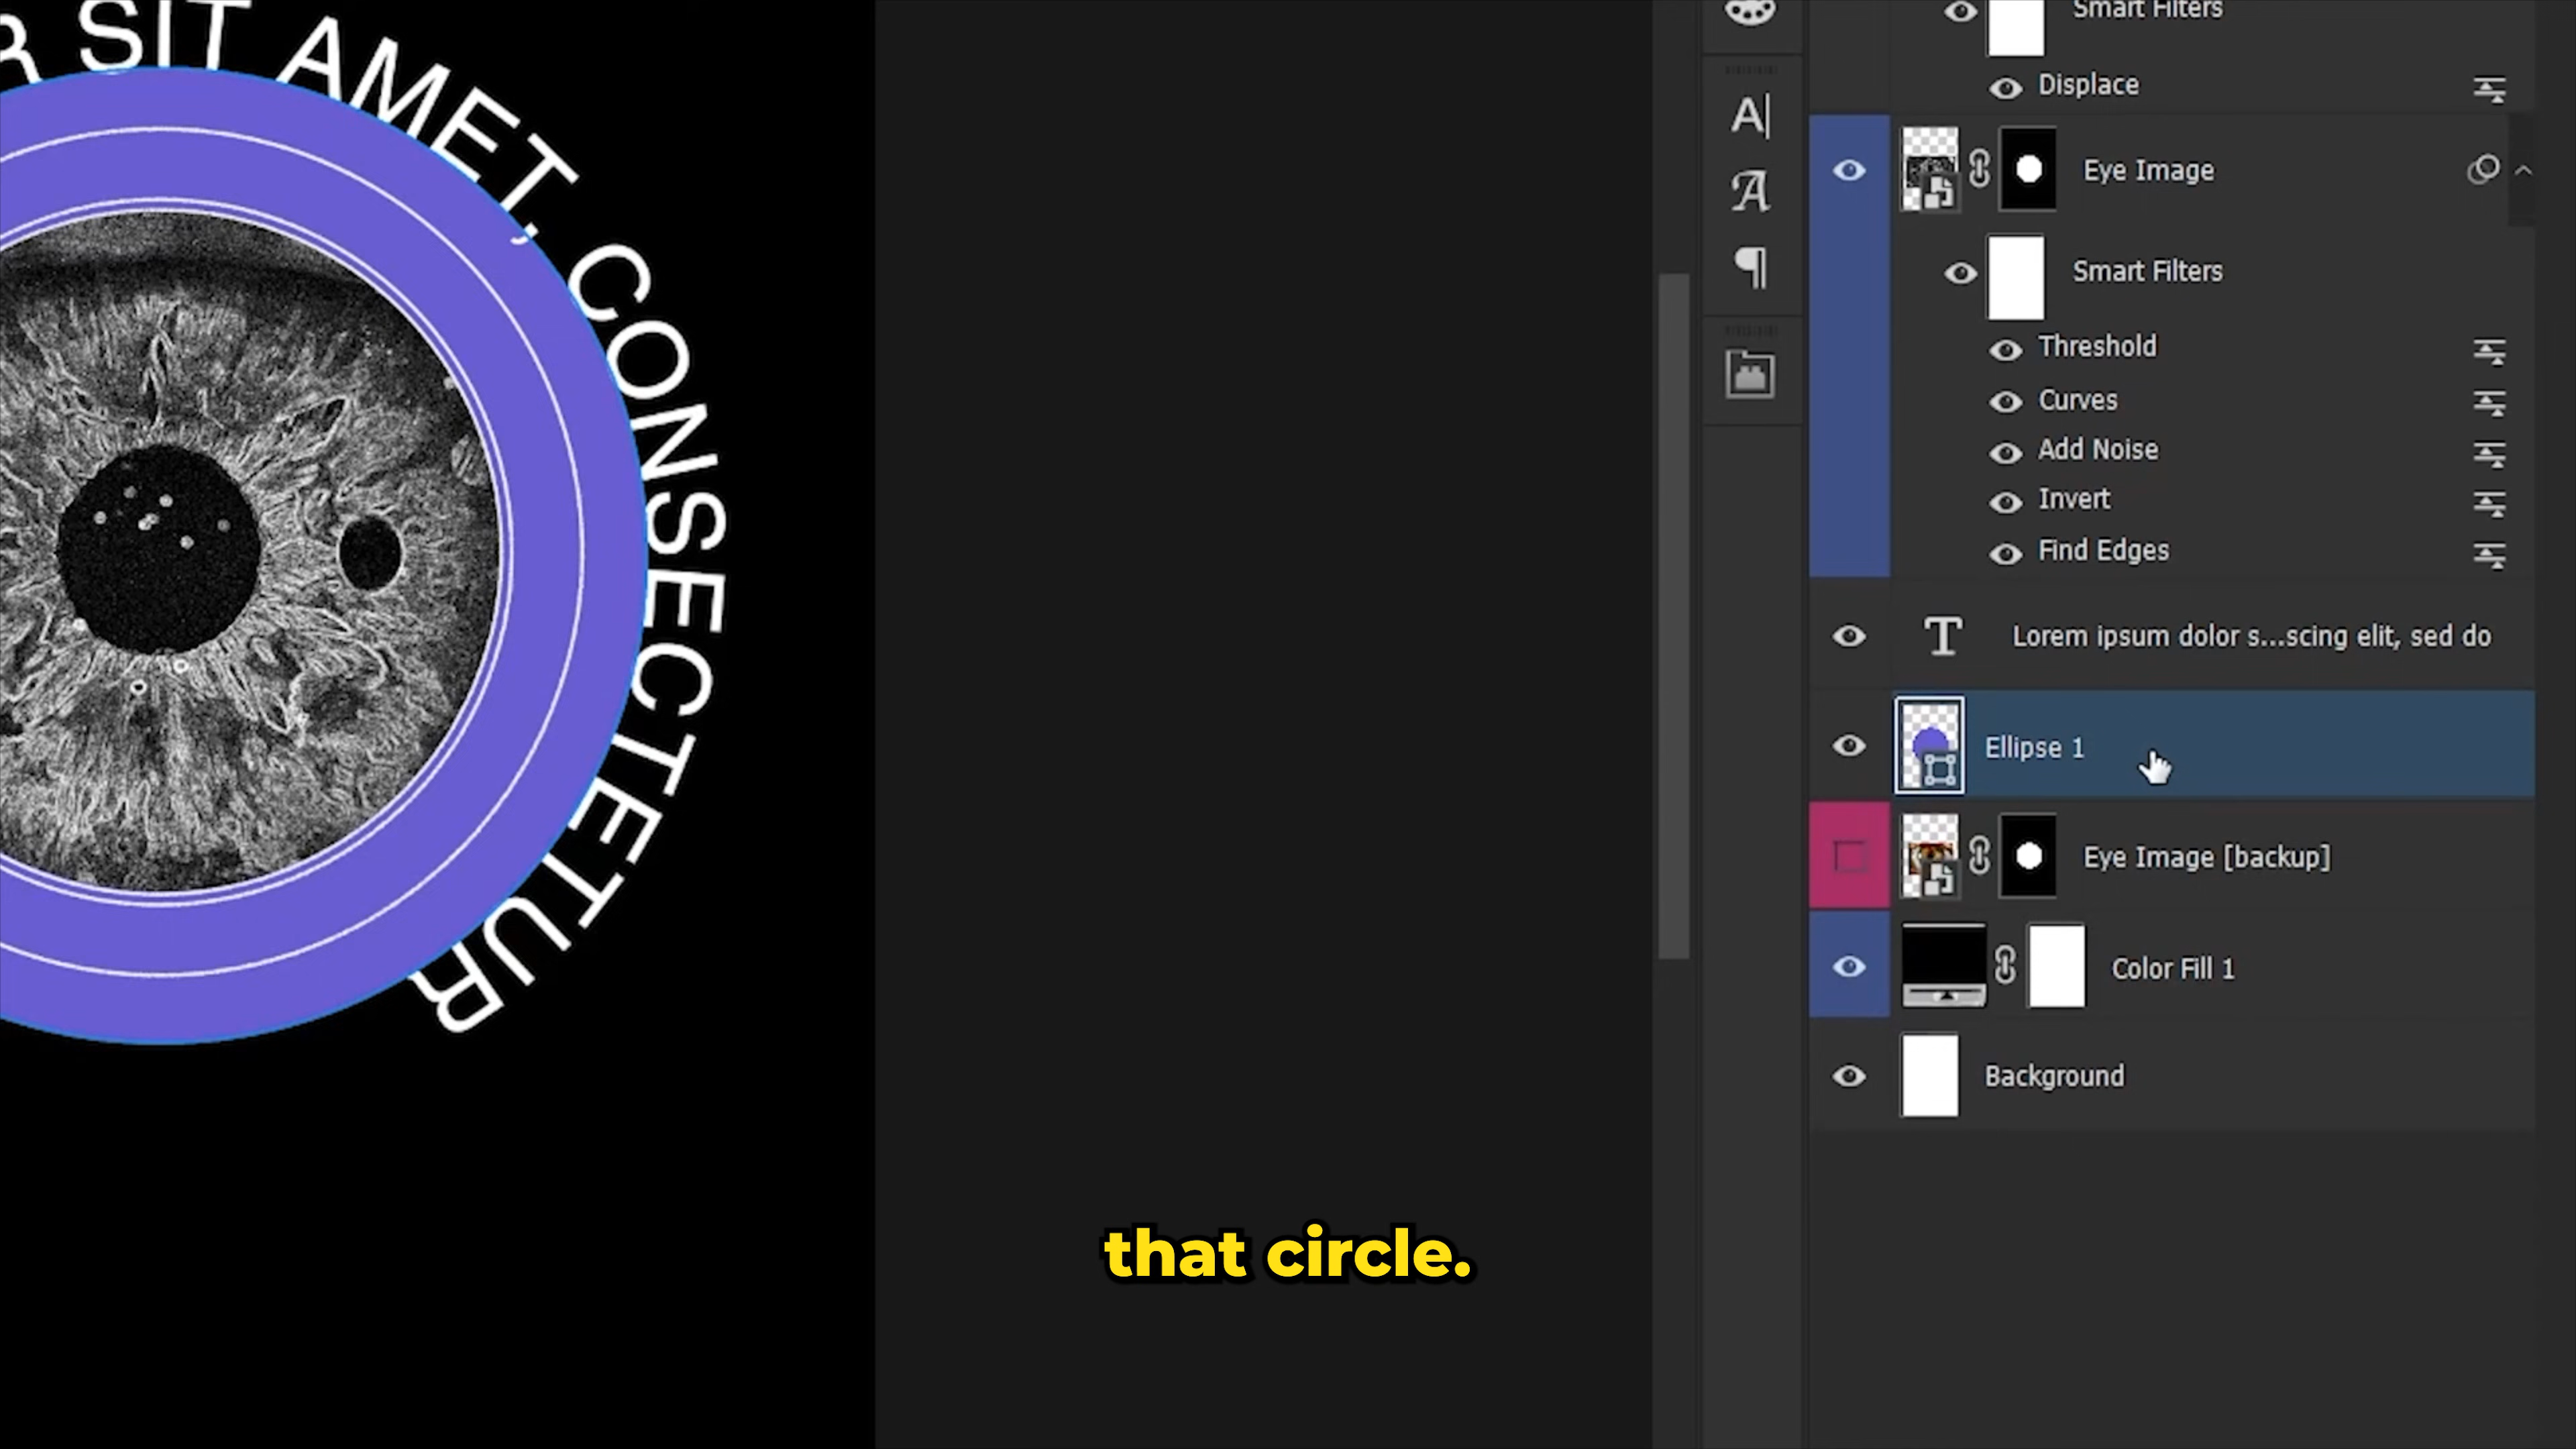 R SIT AMET, CONSECTETUR
Smart Filters
Displace
Eye Image
Smart Filters
Threshold
Curves
Add Noise
Invert
Find Edges
Lorem ipsum dolor s...scing elit, sed do
Ellipse 1
Eye Image [backup]
Color Fill 1
Background
that circle.